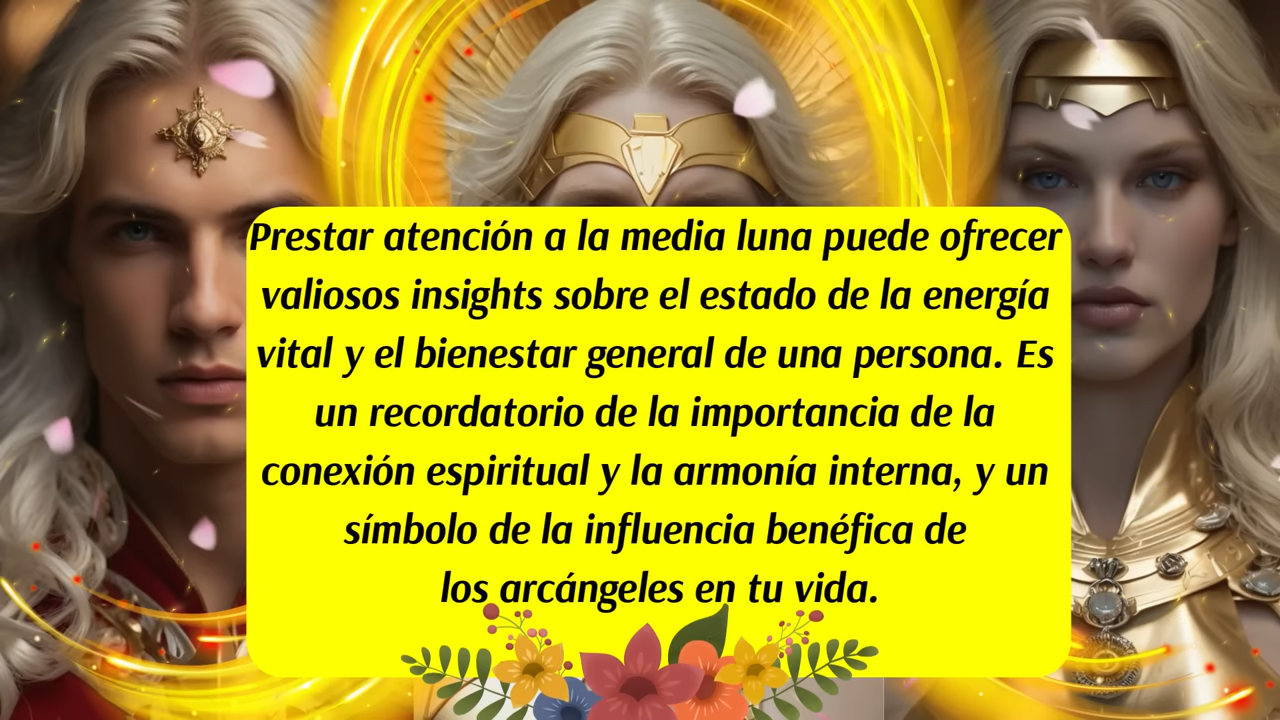 Prestar atención a la media luna puede ofrecer
valiosos insights sobre el estado de la energía
vital y el bienestar general de una persona. Es
un recordatorio de la importancia de la
conexión espiritual y la armonía interna, y un
símbolo de la influencia benéfica de
los arcángeles en tu vida.